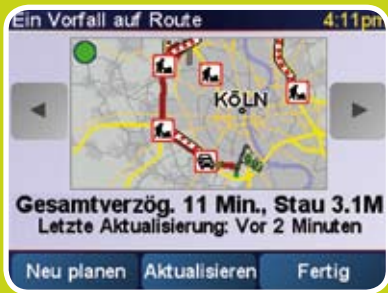 Ein Vorfall auf Route 4:11pm
KÖLN
Gesamtverzög. 11 Min., Stau 3.1M
Letzte Aktualisierung: Vor 2 Minuten
Neu planen Aktualisieren Fertig